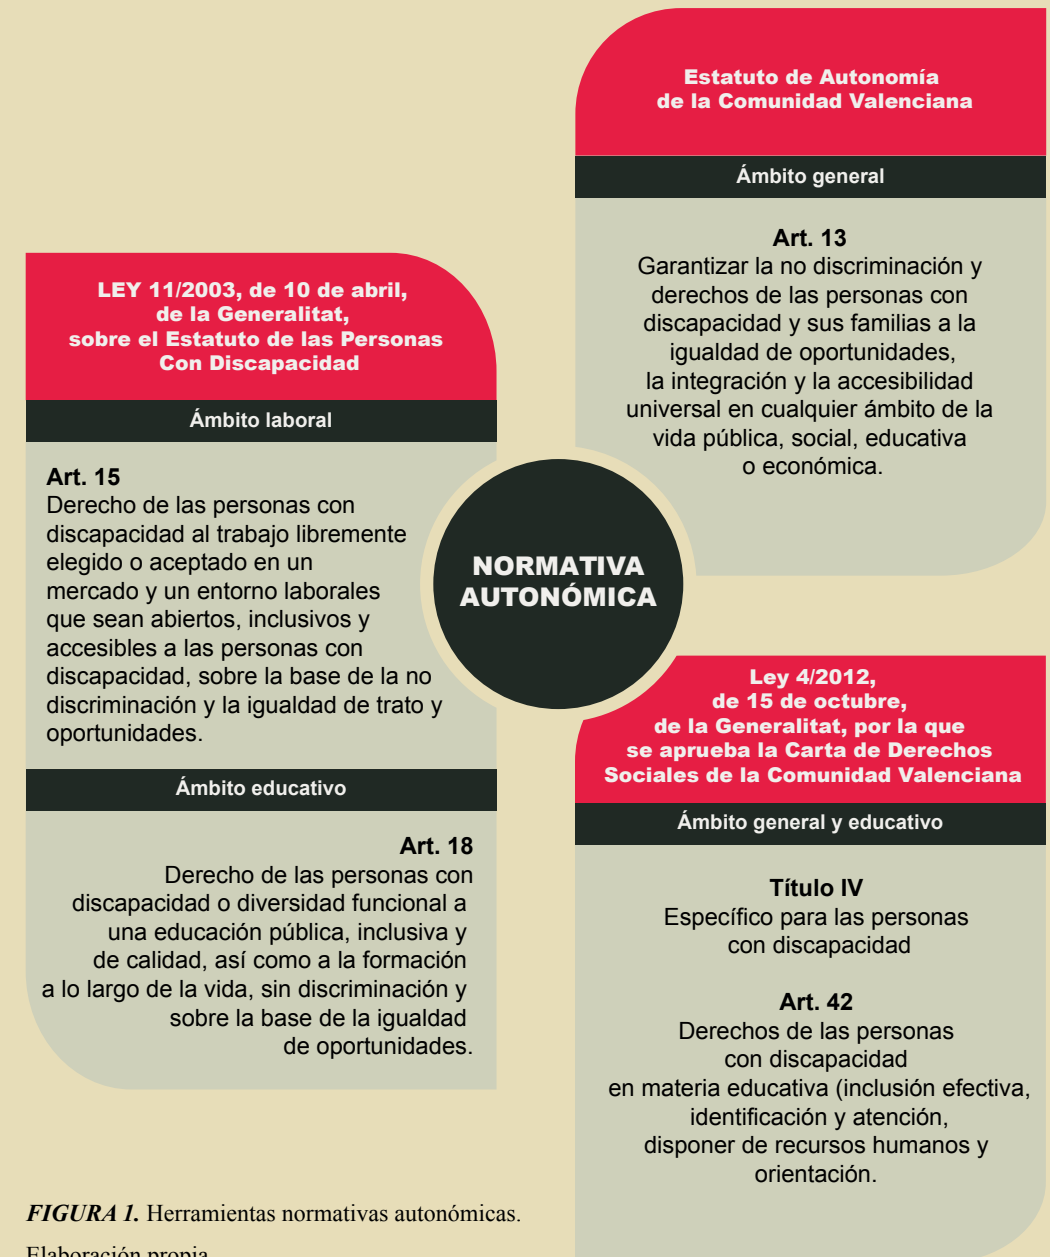 Estatuto de Autonomía
de la Comunidad Valenciana
Ámbito general
Art. 13
Garantizar la no discriminación y
derechos de las personas con
discapacidad y sus familias a la
igualdad de oportunidades,
la integración y la accesibilidad
universal en cualquier ámbito de la
vida pública, social, educativa
o económica.
LEY 11/2003, de 10 de abril,
de la Generalitat,
sobre el Estatuto de las Personas
Con Discapacidad
Ámbito laboral
Art. 15
Derecho de las personas con
discapacidad al trabajo libremente
elegido o aceptado en un
mercado y un entorno laborales
que sean abiertos, inclusivos y
accesibles a las personas con
discapacidad, sobre la base de la no
discriminación y la igualdad de trato y
oportunidades.
Ámbito educativo
Art. 18
Derecho de las personas con
discapacidad o diversidad funcional a
una educación pública, inclusiva y
de calidad, así como a la formación
a lo largo de la vida, sin discriminación y
sobre la base de la igualdad
de oportunidades.
NORMATIVA
AUTONÓMICA
Ley 4/2012,
de 15 de octubre,
de la Generalitat, por la que
se aprueba la Carta de Derechos
Sociales de la Comunidad Valenciana
Ámbito general y educativo
Título IV
Específico para las personas
con discapacidad
Art. 42
Derechos de las personas
con discapacidad
en materia educativa (inclusión efectiva,
identificación y atención,
disponer de recursos humanos y
orientación.
FIGURA 1. Herramientas normativas autonómicas.
Elaboración propia